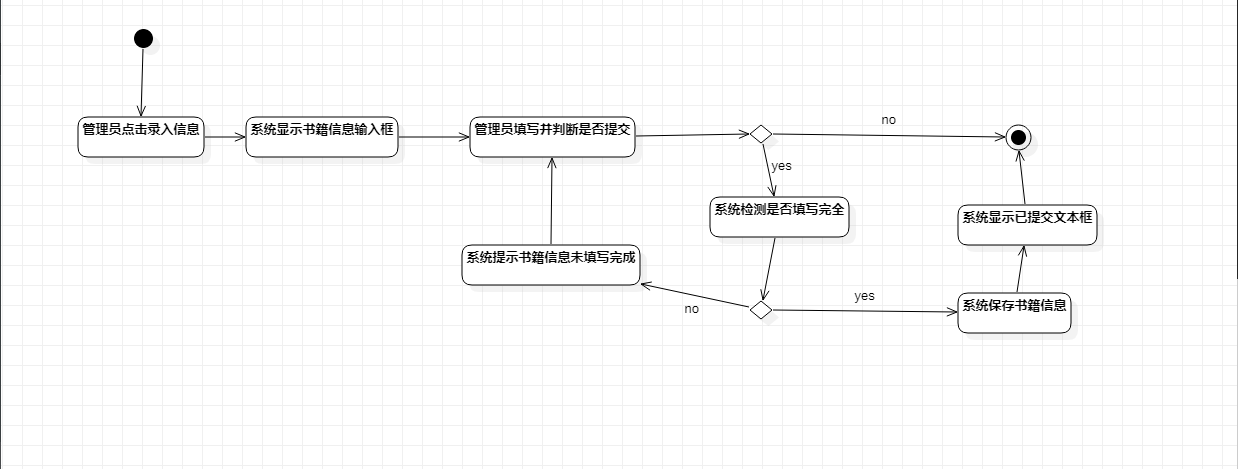 管理员点击录入信息
系统显示书籍信息输入框
管理员填写并判断是否提交
no
yes
系统检测是否填写完全
系统显示已提交文本框
系统提示书籍信息未填写完成
no
yes
系统保存书籍信息